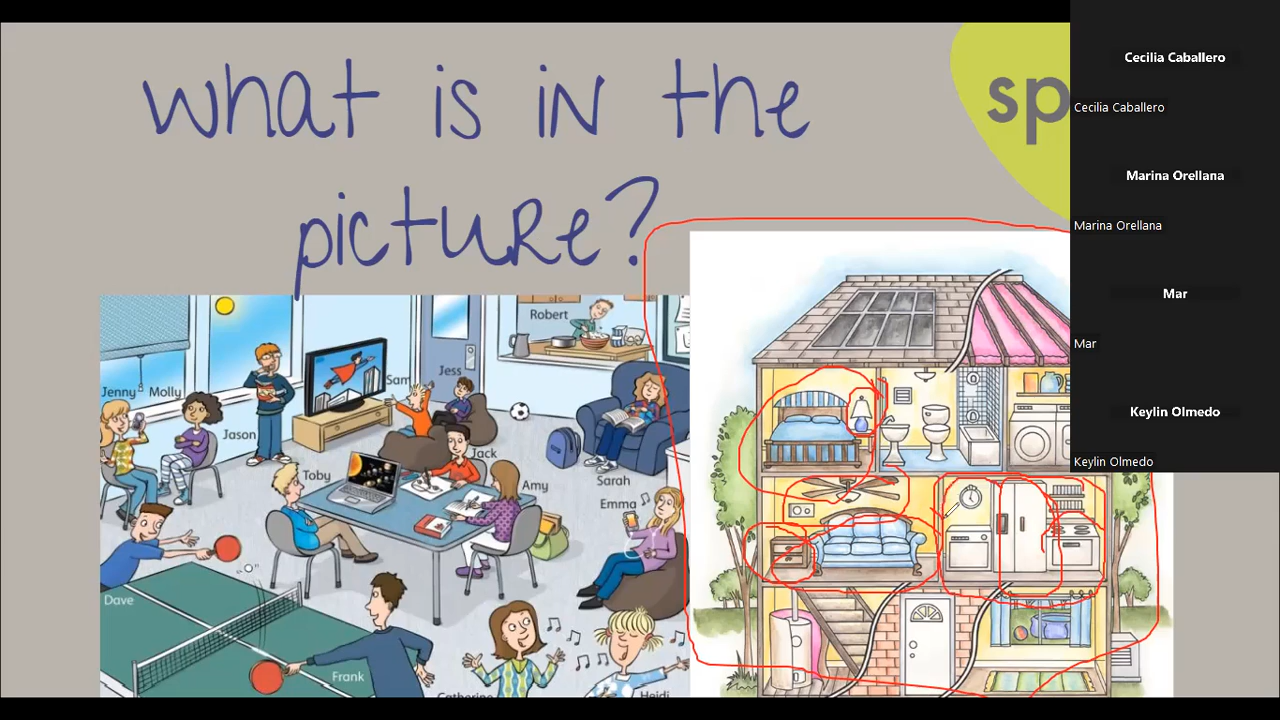 what is in the
picture?
sp
Cecilia Caballero
Cecilia Caballero
Marina Orellana
Marina Orellana
Mar
Mar
Keylin Olmedo
Keylin Olmedo
Robert
Jenny
Molly
Sam
Jess
Jason
Jack
Toby
Amy
Sarah
Emma
Dave
Frank
Catherine
Heidi